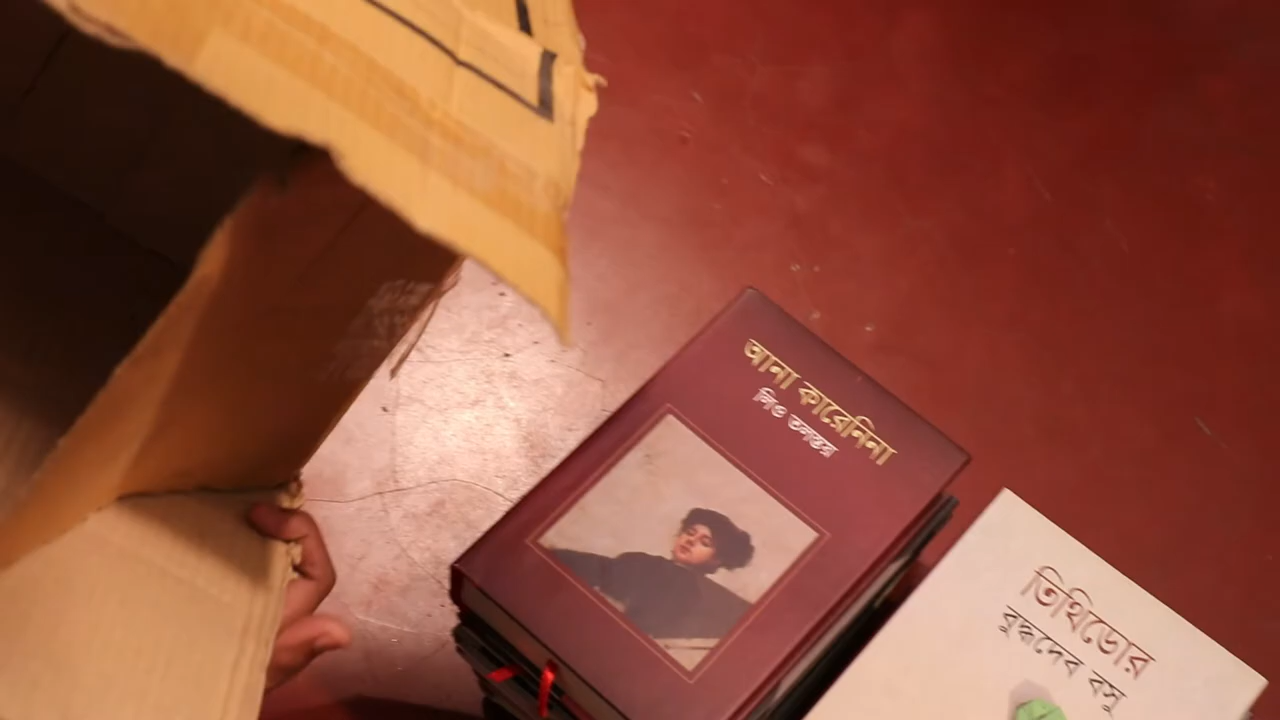 আনা কারেনিনা
লিও তলস্তয়
তিথিডোর
বুদ্ধদেব বসু